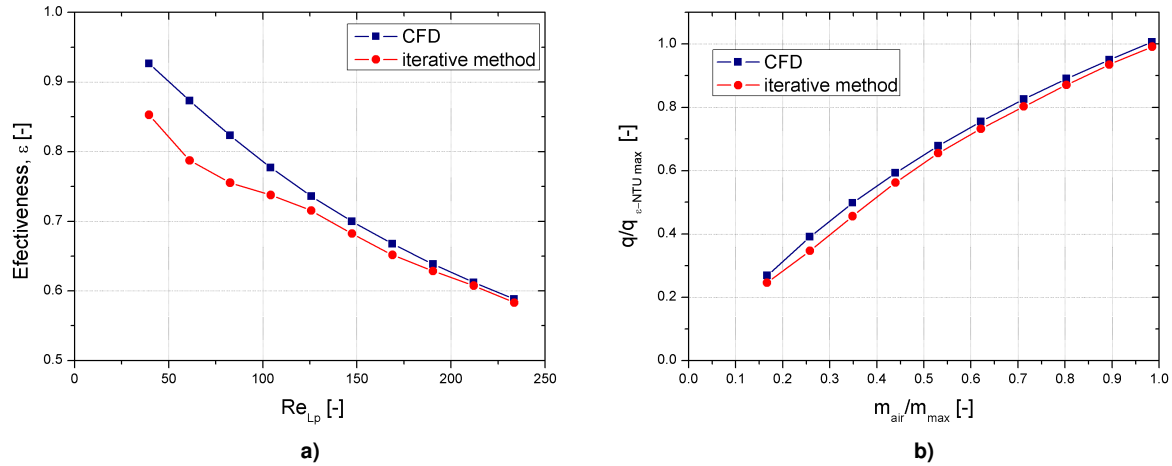 CFD
iterative method
Efectiveness, ε [-]
1.0
0.9
0.8
0.7
0.6
0.5
0 50 100 150 200 250
Re_Lp [-]
a)
CFD
iterative method
q/q ε–NTU max [-]
1.0
0.8
0.6
0.4
0.2
0.0
0.0 0.1 0.2 0.3 0.4 0.5 0.6 0.7 0.8 0.9 1.0
m_air/m_max [-]
b)